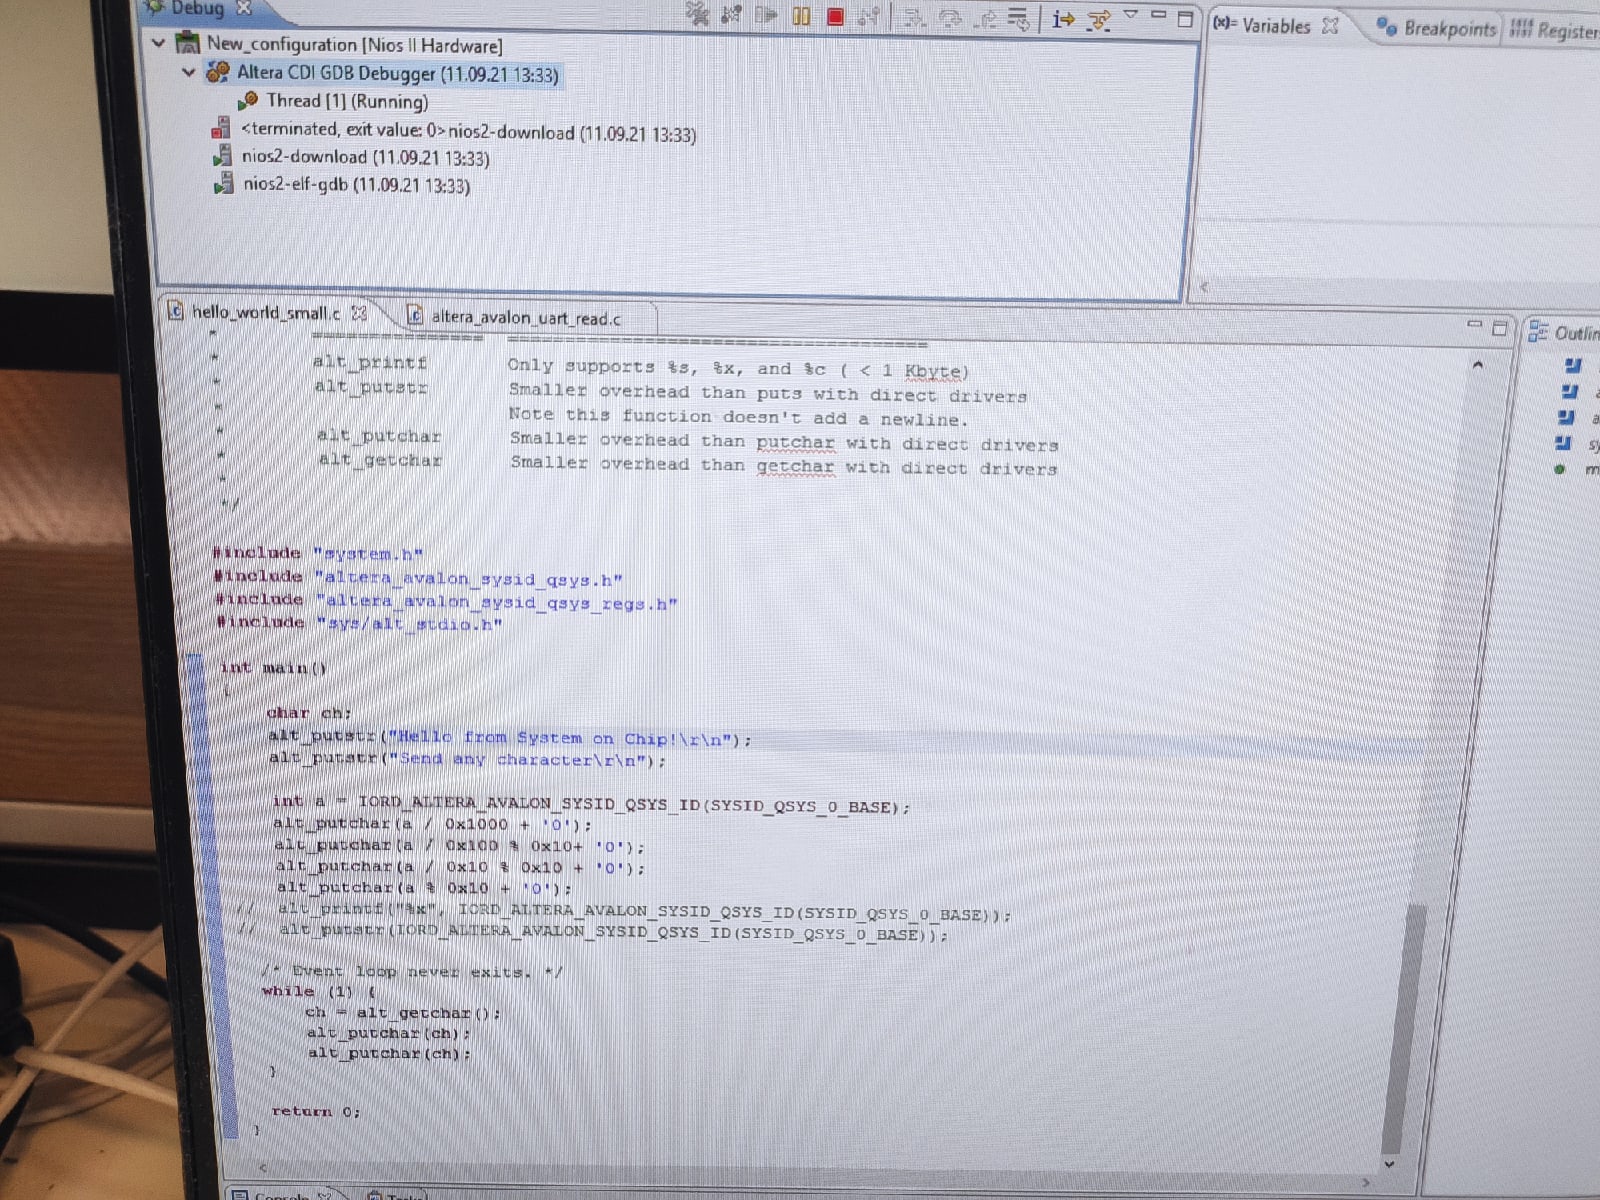 Debug
New_configuration [Nios II Hardware]
Altera CDI GDB Debugger (11.09.21 13:33)
Thread [1] (Running)
<terminated, exit value: 0> nios2-download (11.09.21 13:33)
nios2-download (11.09.21 13:33)
nios2-elf-gdb (11.09.21 13:33)
(x)= Variables
Breakpoints
Register
hello_world_small.c
altera_avalon_uart_read.c
Outlin
* =============== =====================================
* alt_printf Only supports %s, %x, and %c ( < 1 Kbyte)
* alt_putstr Smaller overhead than puts with direct drivers
* Note this function doesn't add a newline.
* alt_putchar Smaller overhead than putchar with direct drivers
* alt_getchar Smaller overhead than getchar with direct drivers
*
*/
#include "system.h"
#include "altera_avalon_sysid_qsys.h"
#include "altera_avalon_sysid_qsys_regs.h"
#include "sys/alt_stdio.h"
int main()
{
char ch;
alt_putstr("Hello from System on Chip!\r\n");
alt_putstr("Send any character\r\n");
int a = IORD_ALTERA_AVALON_SYSID_QSYS_ID(SYSID_QSYS_0_BASE);
alt_putchar(a / 0x1000 + '0');
alt_putchar(a / 0x100 % 0x10+ '0');
alt_putchar(a / 0x10 % 0x10 + '0');
alt_putchar(a % 0x10 + '0');
// alt_printf("%x", IORD_ALTERA_AVALON_SYSID_QSYS_ID(SYSID_QSYS_0_BASE));
// alt_putstr(IORD_ALTERA_AVALON_SYSID_QSYS_ID(SYSID_QSYS_0_BASE));
/* Event loop never exits. */
while (1) {
ch = alt_getchar();
alt_putchar(ch);
alt_putchar(ch);
}
return 0;
}
Console